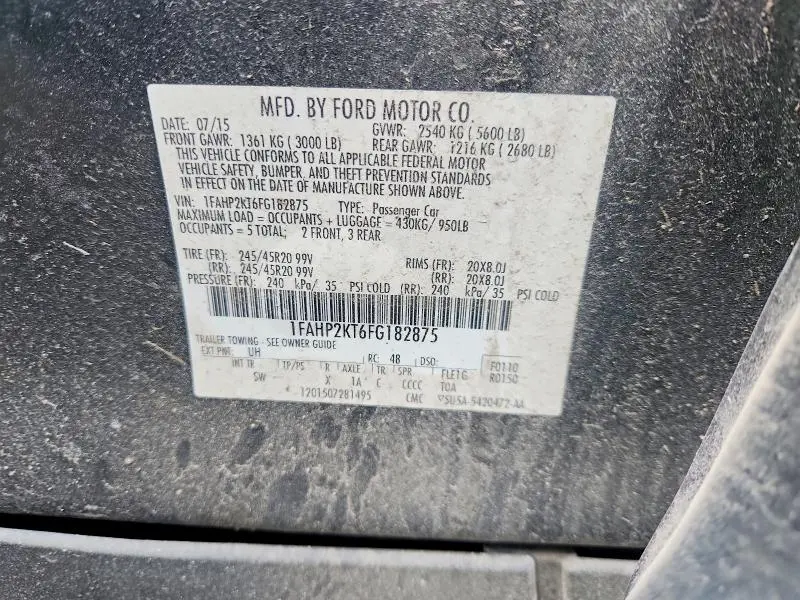 MFD. BY FORD MOTOR CO.
DATE: 07/15 GVWR: 2540 KG ( 5600 LB)
FRONT GAWR: 1361 KG ( 3000 LB) REAR GAWR: 1216 KG ( 2680 LB)
THIS VEHICLE CONFORMS TO ALL APPLICABLE FEDERAL MOTOR
VEHICLE SAFETY, BUMPER, AND THEFT PREVENTION STANDARDS
IN EFFECT ON THE DATE OF MANUFACTURE SHOWN ABOVE.
VIN: 1FAHP2KT6FG182875 TYPE: Passenger Car
MAXIMUM LOAD = OCCUPANTS + LUGGAGE = 430KG/ 950LB
OCCUPANTS = 5 TOTAL; 2 FRONT, 3 REAR
TIRE (FR): 245/45R20 99V RIMS (FR): 20X8.0J
(RR): 245/45R20 99V (RR): 20X8.0J
PRESSURE (FR): 240 kPa/ 35 PSI COLD (RR): 240 kPa/ 35 PSI COLD
1FAHP2KT6FG182875
TRAILER TOWING - SEE OWNER GUIDE
EXT PNT: UH RC: 48 DSO: F0110
INT TR TP/PS R AXLE TR SPR FLE1G R0150
SW X 1A C CCCC TOA
1201507281495 CMC